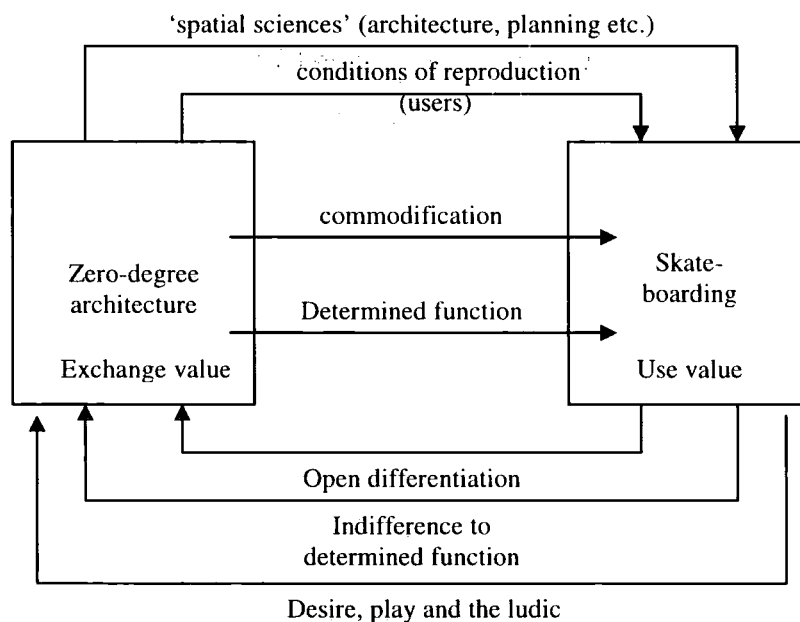 ‘spatial sciences’ (architecture, planning etc.)
conditions of reproduction
(users)
commodification
Zero-degree
architecture
Skate-
boarding
Determined function
Exchange value
Use value
Open differentiation
Indifference to
determined function
Desire, play and the ludic